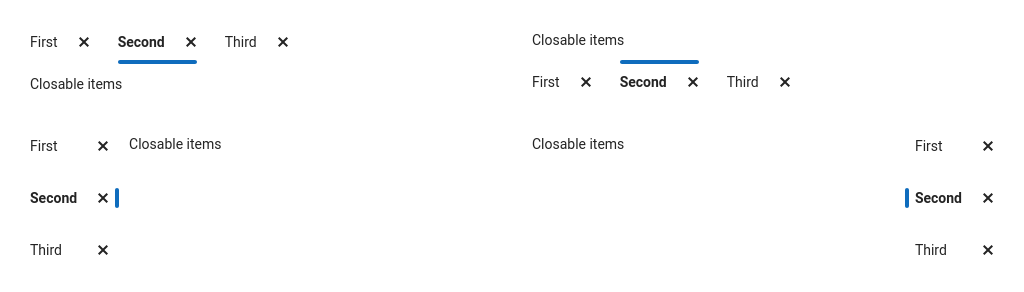 First ✕ Second ✕ Third ✕
Closable items
Closable items
First ✕ Second ✕ Third ✕
First ✕ Closable items
Second ✕
Third ✕
Closable items
First ✕
Second ✕
Third ✕